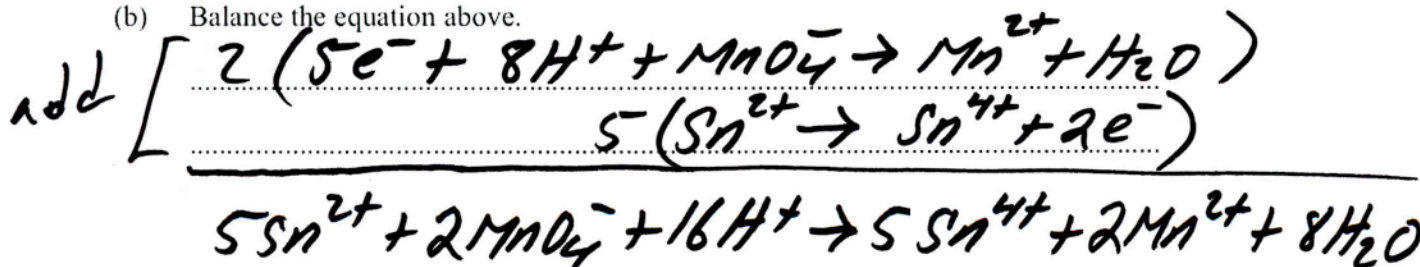 (b) Balance the equation above.
add [ 2 (5e⁻ + 8H⁺ + MnO₄⁻ → Mn²⁺ + H₂O)
5 (Sn²⁺ → Sn⁴⁺ + 2e⁻)
5Sn²⁺ + 2MnO₄⁻ + 16H⁺ → 5Sn⁴⁺ + 2Mn²⁺ + 8H₂O